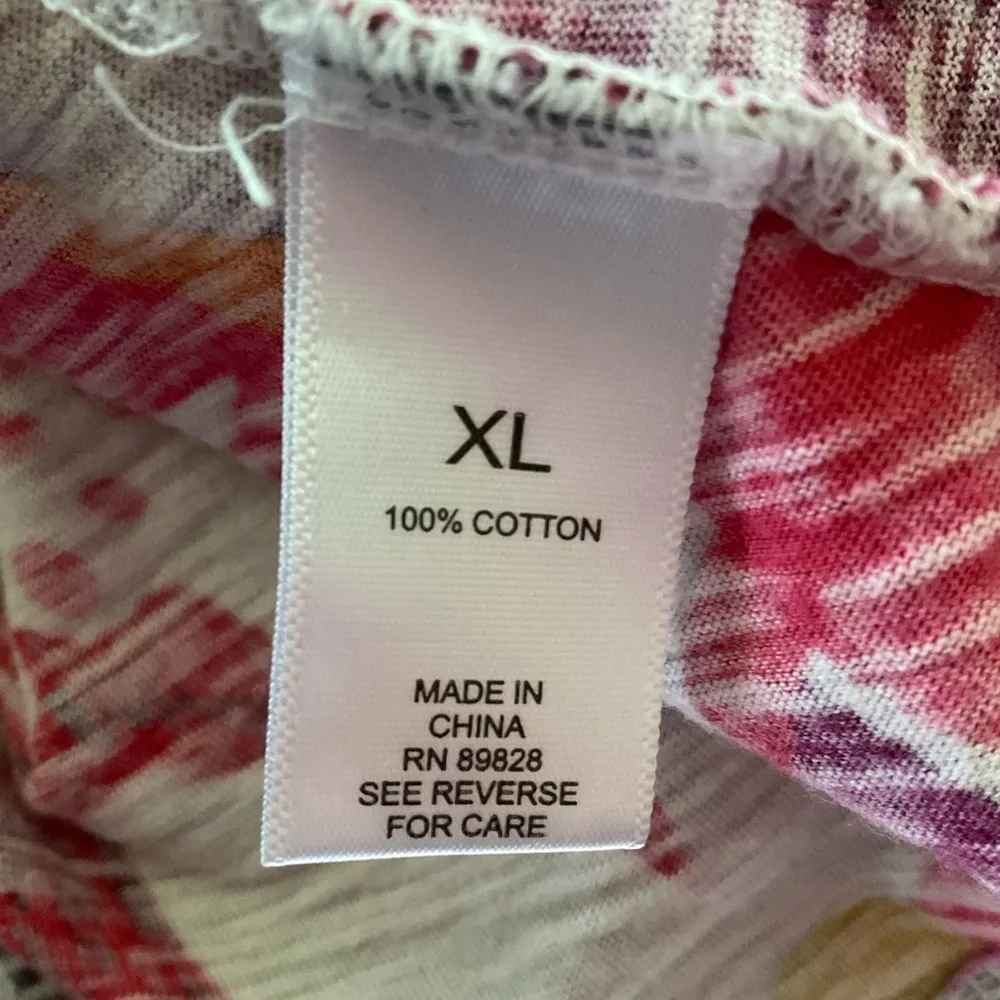 XL
100% COTTON
MADE IN
CHINA
RN 89828
SEE REVERSE
FOR CARE